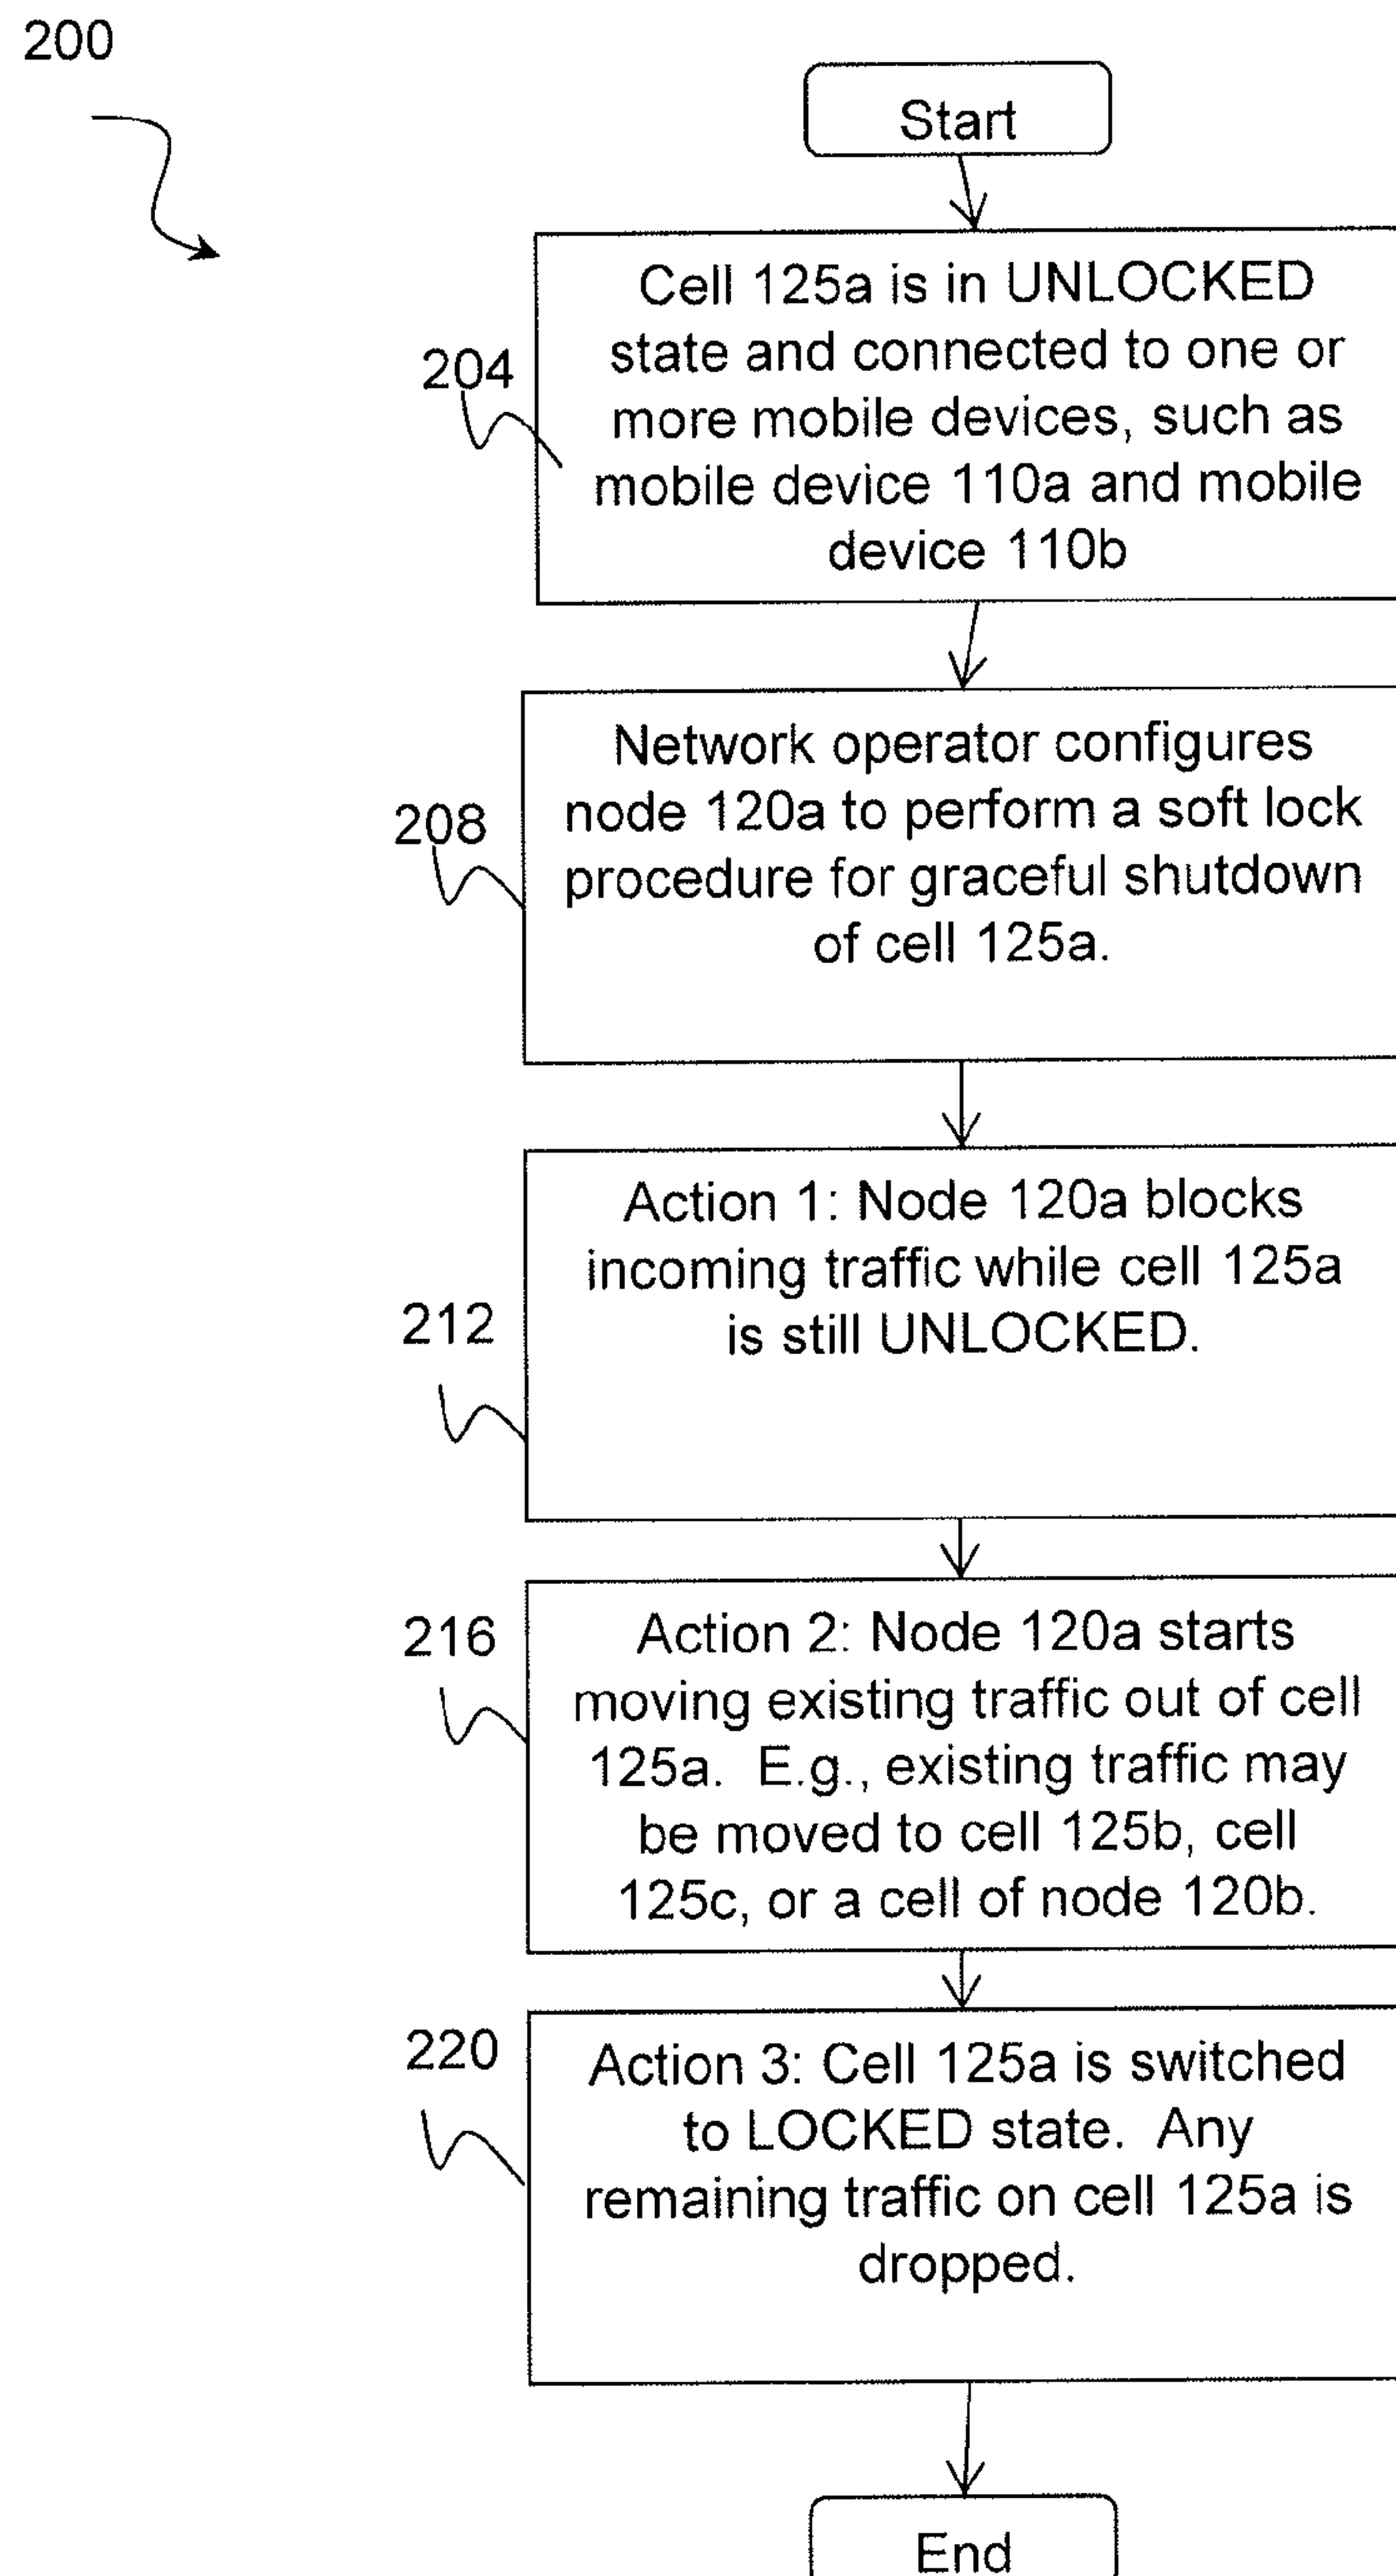 200
Start
204
Cell 125a is in UNLOCKED
state and connected to one or
more mobile devices, such as
mobile device 110a and mobile
device 110b
208
Network operator configures
node 120a to perform a soft lock
procedure for graceful shutdown
of cell 125a.
212
Action 1: Node 120a blocks
incoming traffic while cell 125a
is still UNLOCKED.
216
Action 2: Node 120a starts
moving existing traffic out of cell
125a.  E.g., existing traffic may
be moved to cell 125b, cell
125c, or a cell of node 120b.
220
Action 3: Cell 125a is switched
to LOCKED state.  Any
remaining traffic on cell 125a is
dropped.
End